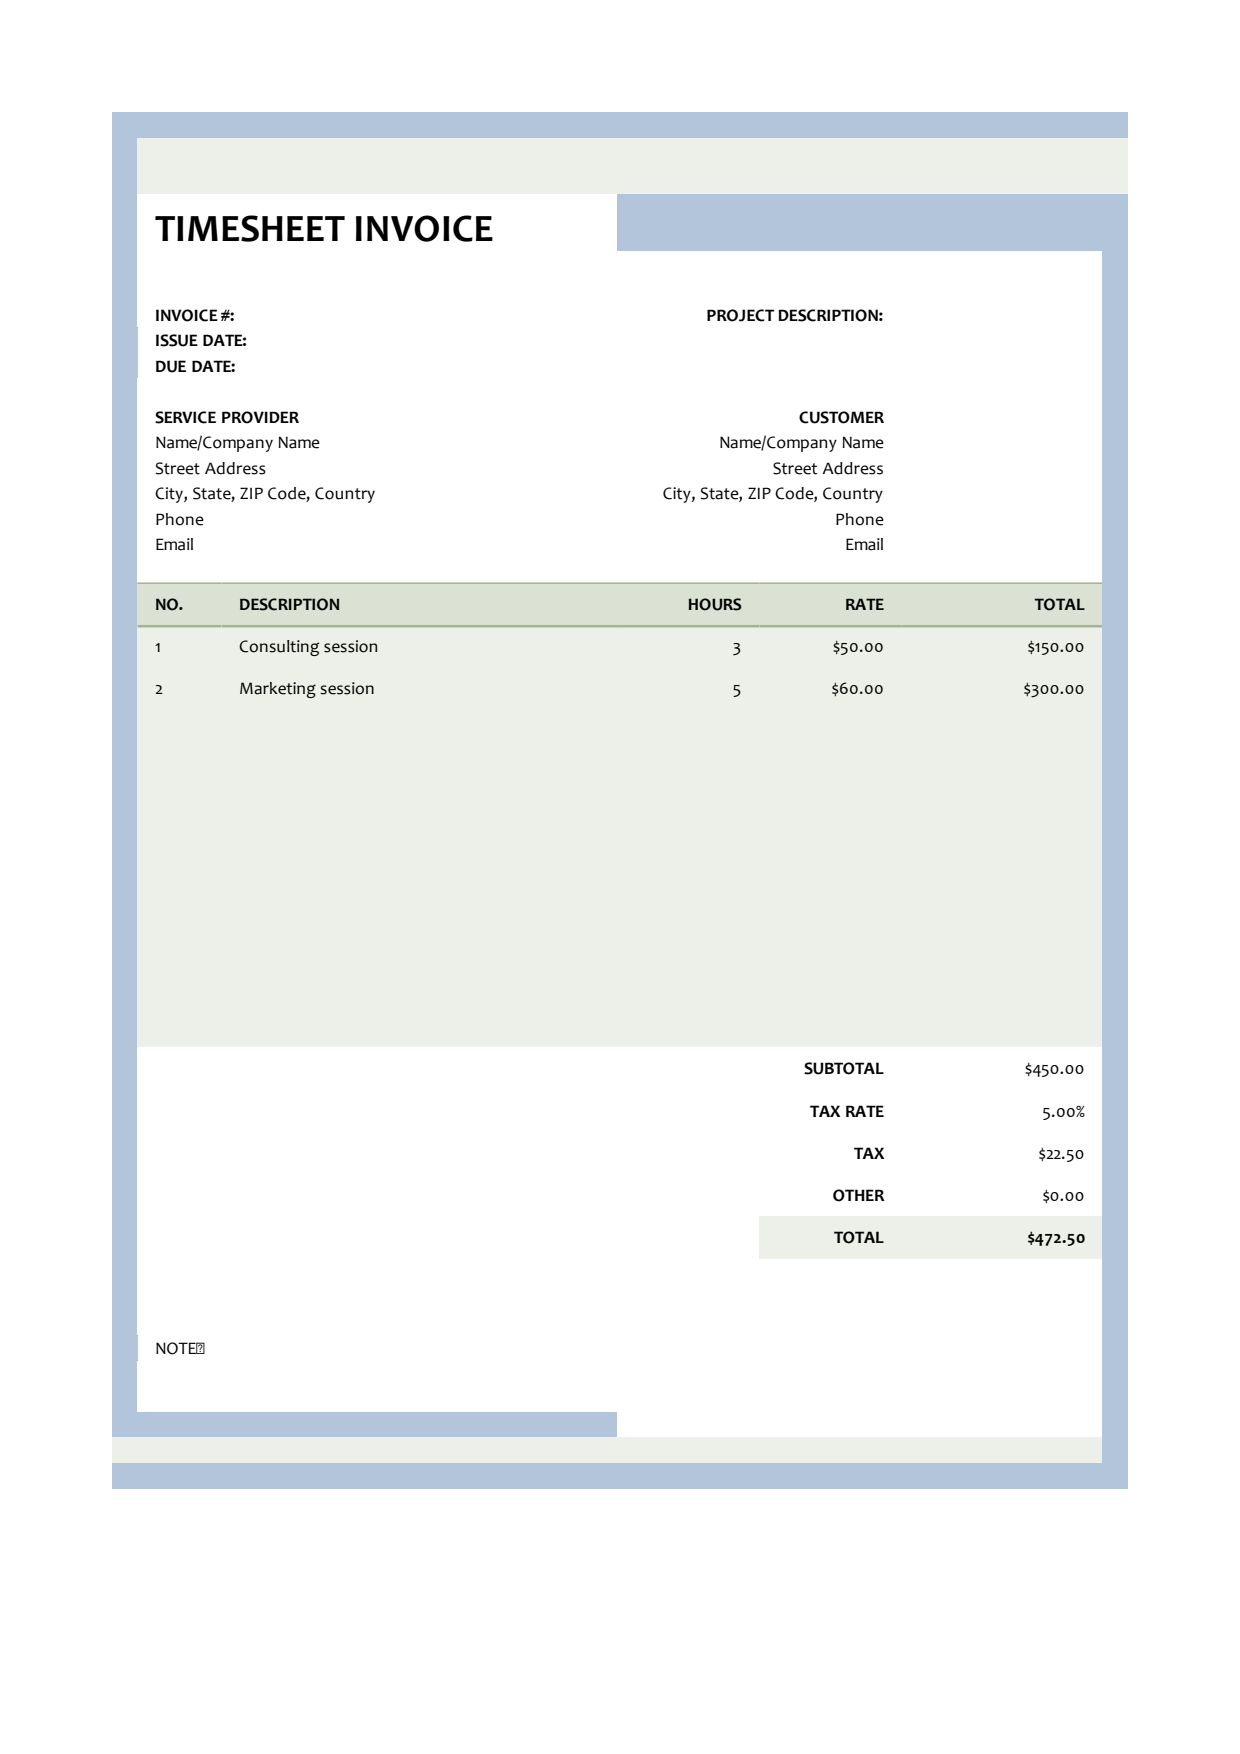 TIMESHEET INVOICE
INVOICE #: PROJECT DESCRIPTION:
ISSUE DATE:
DUE DATE:
SERVICE PROVIDER CUSTOMER
Name/Company Name Name/Company Name
Street Address Street Address
City, State, ZIP Code, Country City, State, ZIP Code, Country
Phone Phone
Email Email
NO. DESCRIPTION HOURS RATE TOTAL
1 Consulting session 3 $50.00 $150.00
2 Marketing session 5 $60.00 $300.00
SUBTOTAL $450.00
TAX RATE 5.00%
TAX $22.50
OTHER $0.00
TOTAL $472.50
NOTE